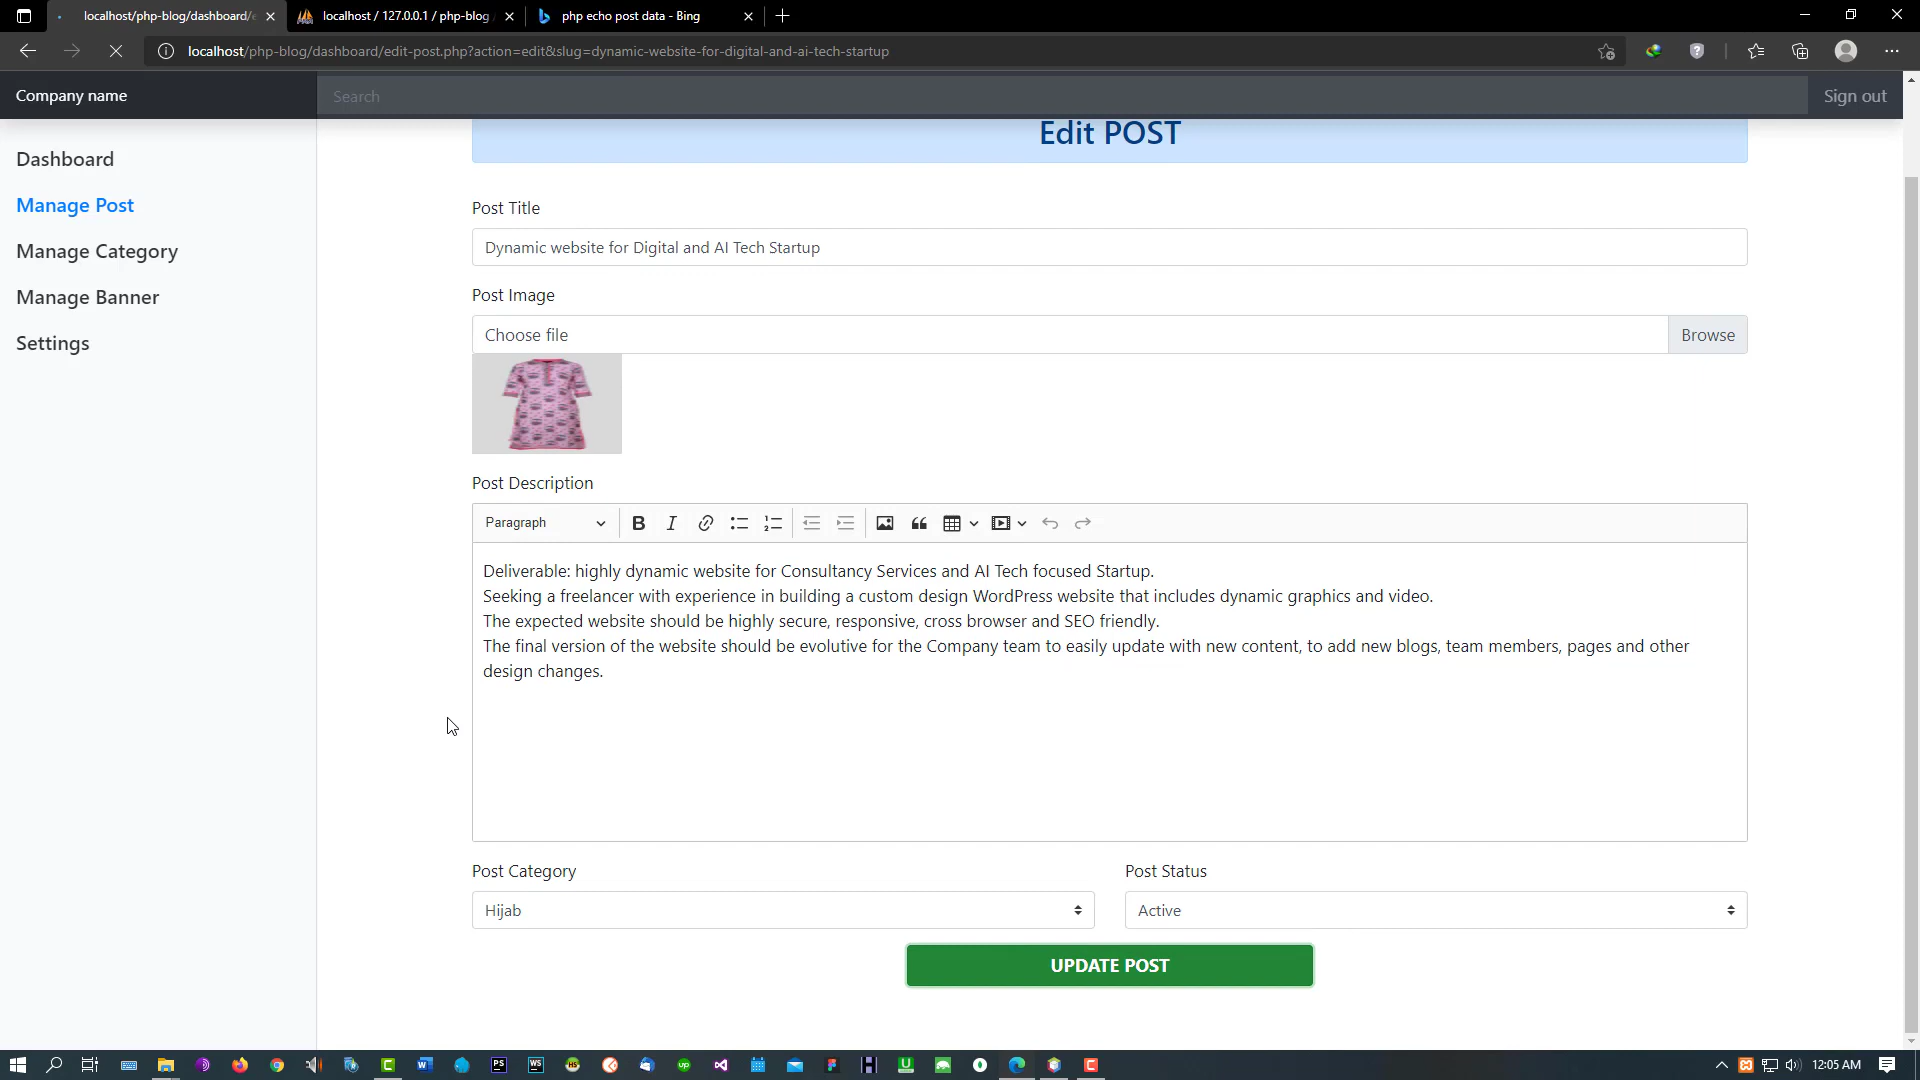 localhost/php-blog/dashboard/e
localhost / 127.0.0.1 / php-blog
php echo post data - Bing
localhost/php-blog/dashboard/edit-post.php?action=edit&slug=dynamic-website-for-digital-and-ai-tech-startup
Company name
Search
Sign out
Dashboard
Manage Post
Manage Category
Manage Banner
Settings
Edit POST
Post Title
Dynamic website for Digital and AI Tech Startup
Post Image
Choose file
Browse
Post Description
Paragraph
Deliverable: highly dynamic website for Consultancy Services and AI Tech focused Startup.
Seeking a freelancer with experience in building a custom design WordPress website that includes dynamic graphics and video.
The expected website should be highly secure, responsive, cross browser and SEO friendly.
The final version of the website should be evolutive for the Company team to easily update with new content, to add new blogs, team members, pages and other
design changes.
Post Category
Post Status
Hijab
Active
UPDATE POST
12:05 AM